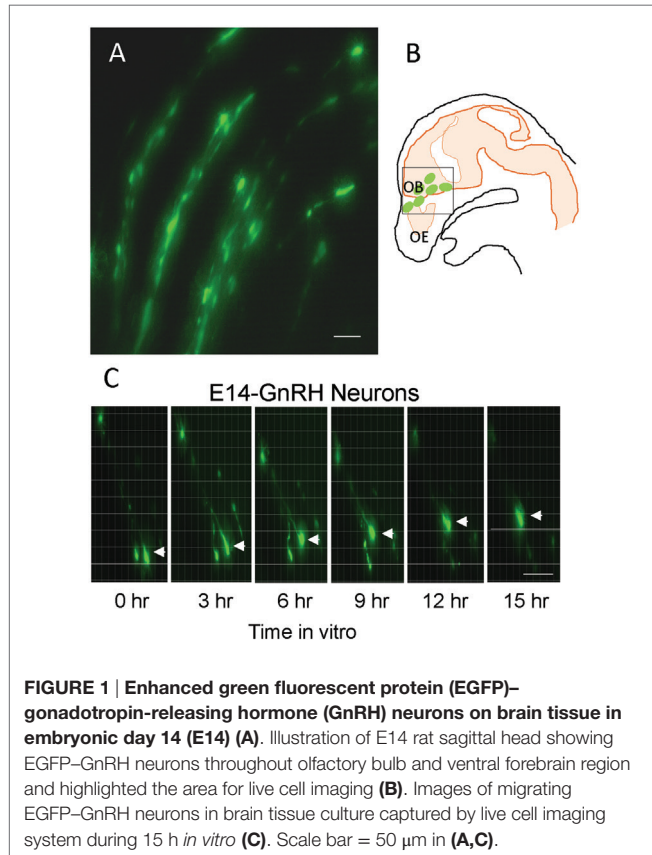 A
B
OB
OE
C
E14-GnRH Neurons
0 hr 3 hr 6 hr 9 hr 12 hr 15 hr
Time in vitro
FIGURE 1 | Enhanced green fluorescent protein (EGFP)–
gonadotropin-releasing hormone (GnRH) neurons on brain tissue in
embryonic day 14 (E14) (A). Illustration of E14 rat sagittal head showing
EGFP–GnRH neurons throughout olfactory bulb and ventral forebrain region
and highlighted the area for live cell imaging (B). Images of migrating
EGFP–GnRH neurons in brain tissue culture captured by live cell imaging
system during 15 h in vitro (C). Scale bar = 50 μm in (A,C).